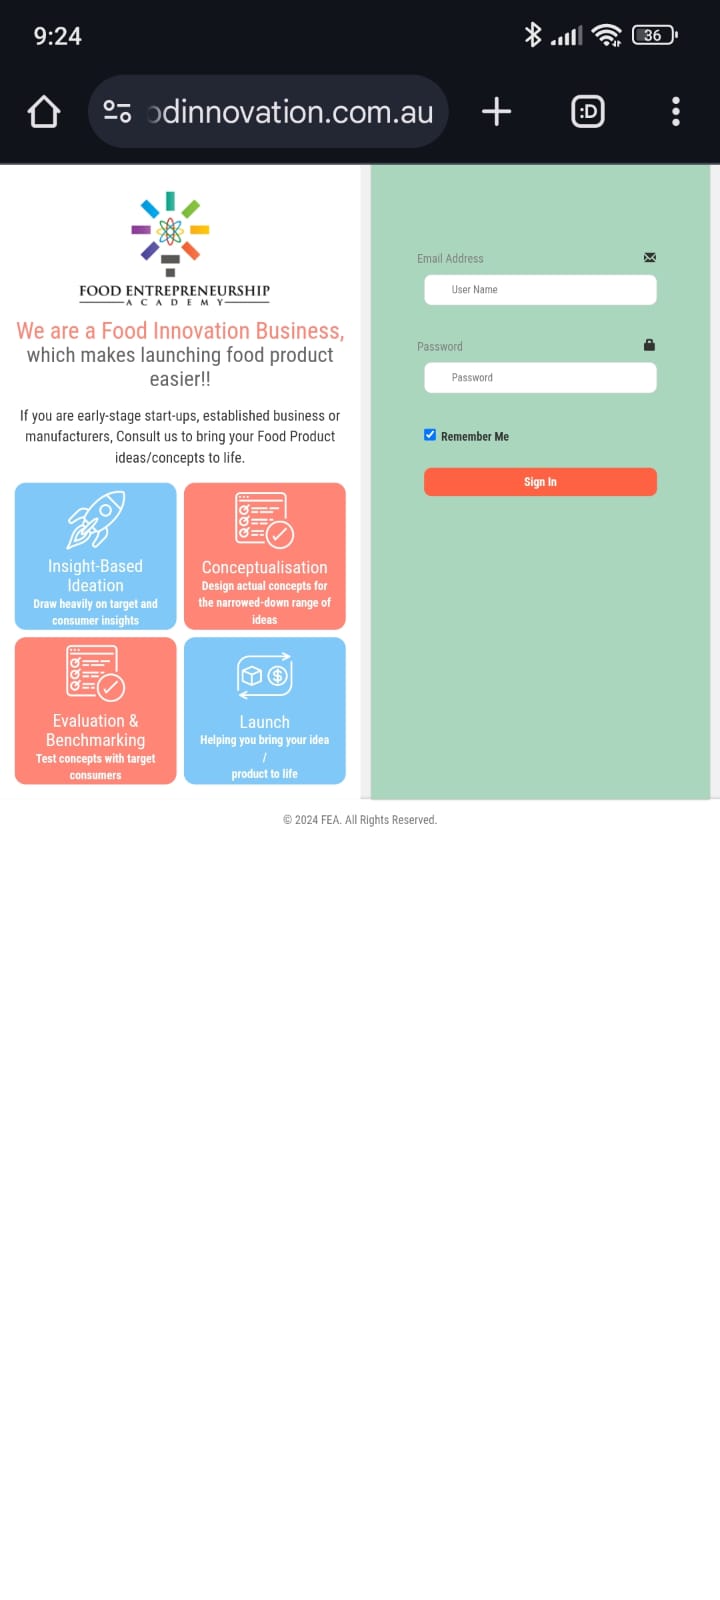 9:24
36
odinnovation.com.au
:D
FOOD ENTREPRENEURSHIP
ACADEMY
We are a Food Innovation Business,
which makes launching food product
easier!!
If you are early-stage start-ups, established business or
manufacturers, Consult us to bring your Food Product
ideas/concepts to life.
Insight-Based
Ideation
Draw heavily on target and
consumer insights
Conceptualisation
Design actual concepts for
the narrowed-down range of
ideas
Evaluation &
Benchmarking
Test concepts with target
consumers
Launch
Helping you bring your idea
/
product to life
Email Address
User Name
Password
Password
Remember Me
Sign In
© 2024 FEA. All Rights Reserved.